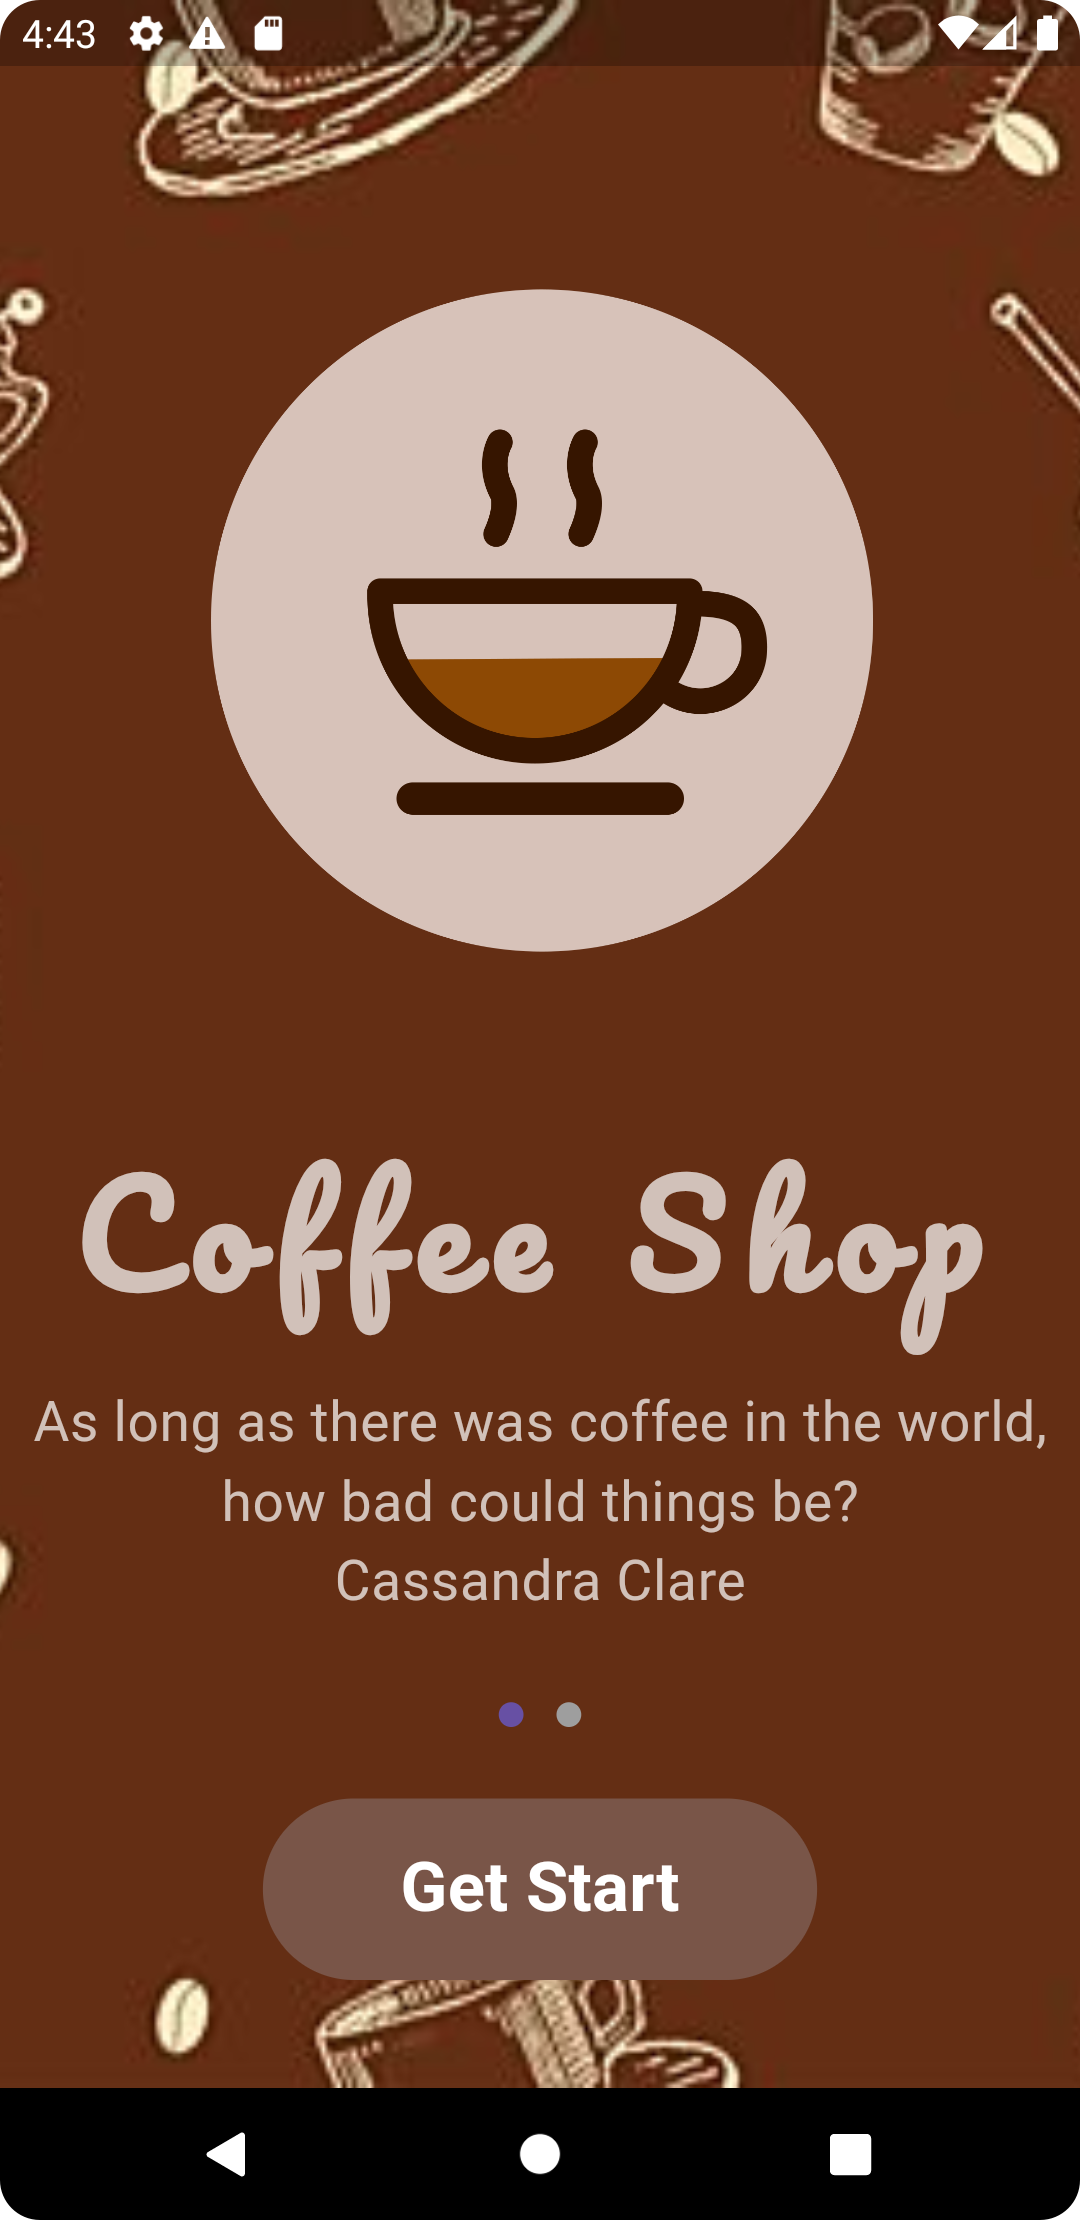 4:43
Coffee Shop
As long as there was coffee in the world,
how bad could things be?
Cassandra Clare
Get Start